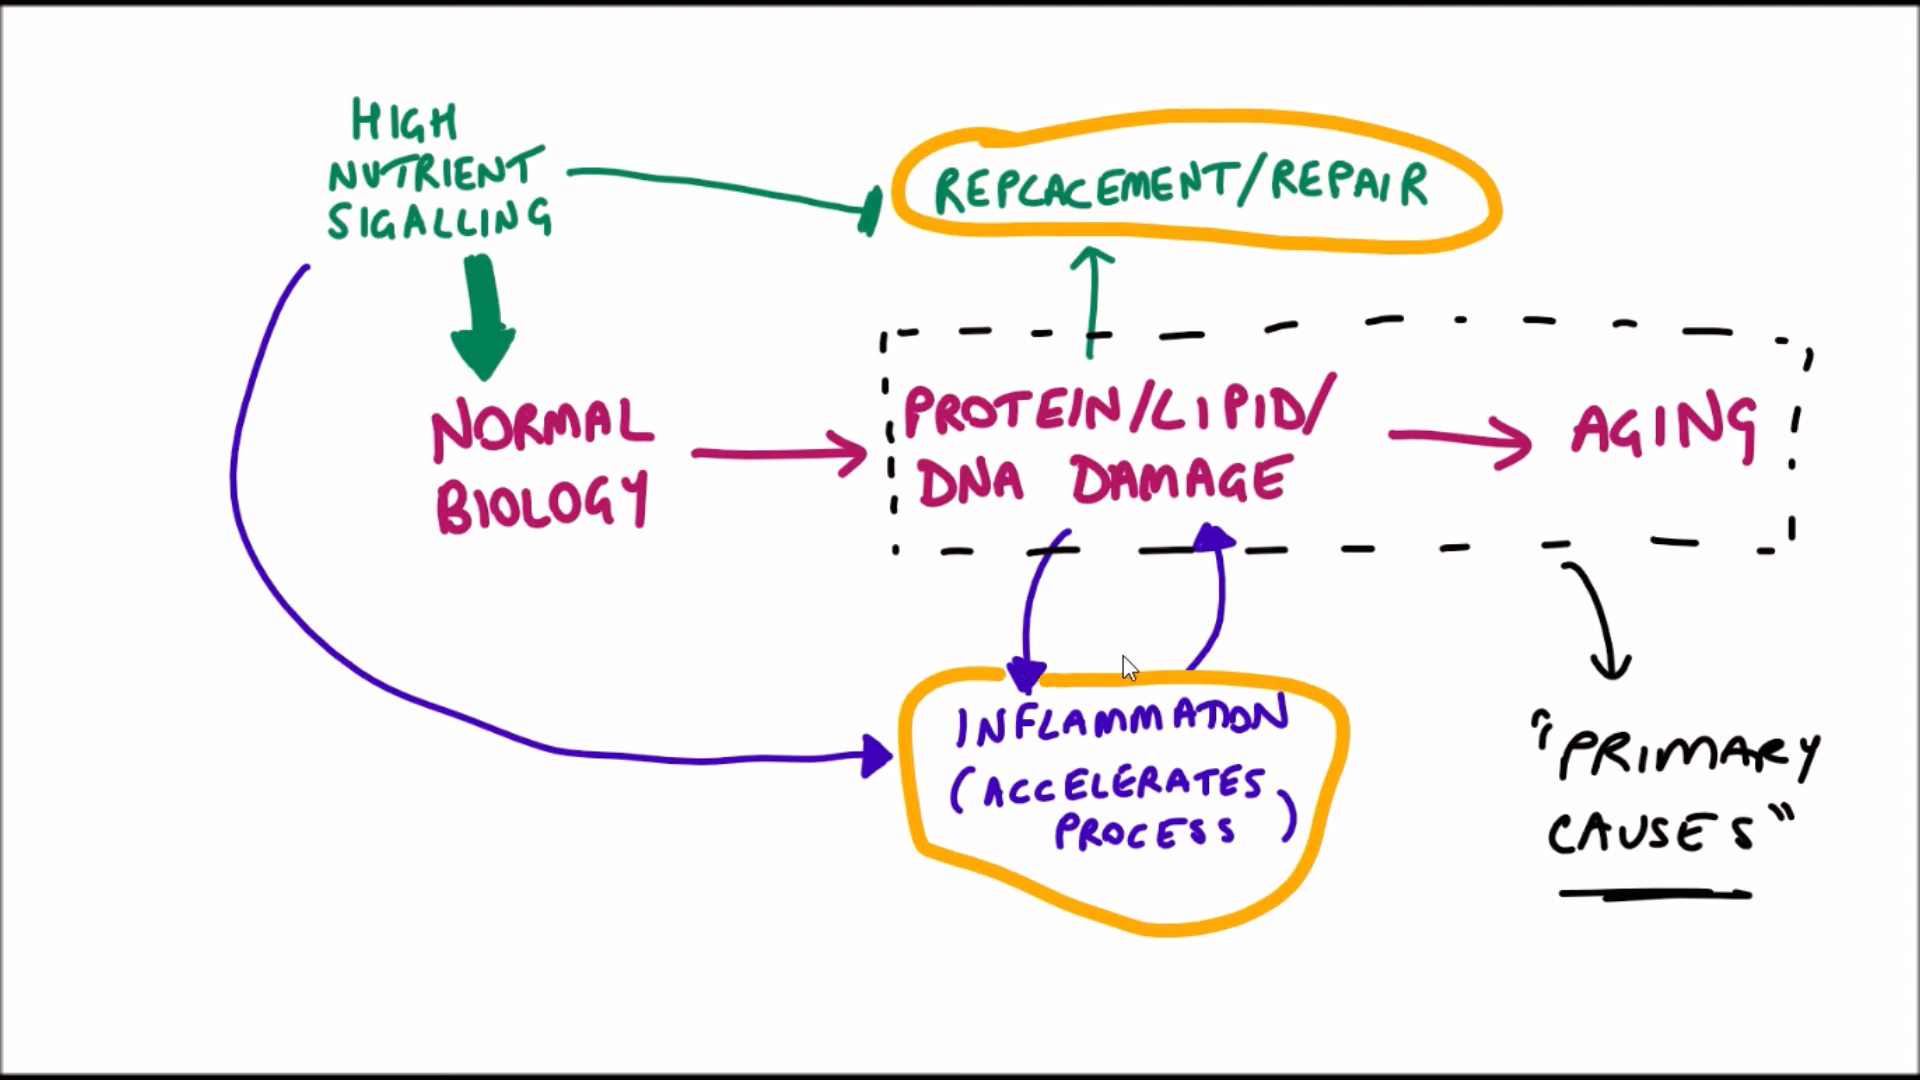 HIGH
NUTRIENT
SIGALLING
REPLACEMENT/REPAIR
NORMAL
BIOLOGY
PROTEIN/LIPID/
DNA DAMAGE
AGING
INFLAMMATION
(ACCELERATES
PROCESS)
"PRIMARY
CAUSES"